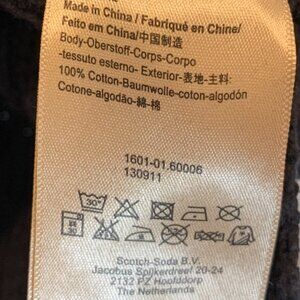 Made in China / Fabriqué en Chine/
Feito em China/中国制造
Body-Oberstoff-Corps-Corpo
-tessuto esterno- Exterior-表地-主料:
100% Cotton-Baumwolle-coton-algodón
Cotone-algodão-綿-棉
1601-01.60006
130911
30°
Scotch-Soda B.V.
Jacobus Spijkerdreef 20-24
2132 PZ Hoofddorp
The Netherlands